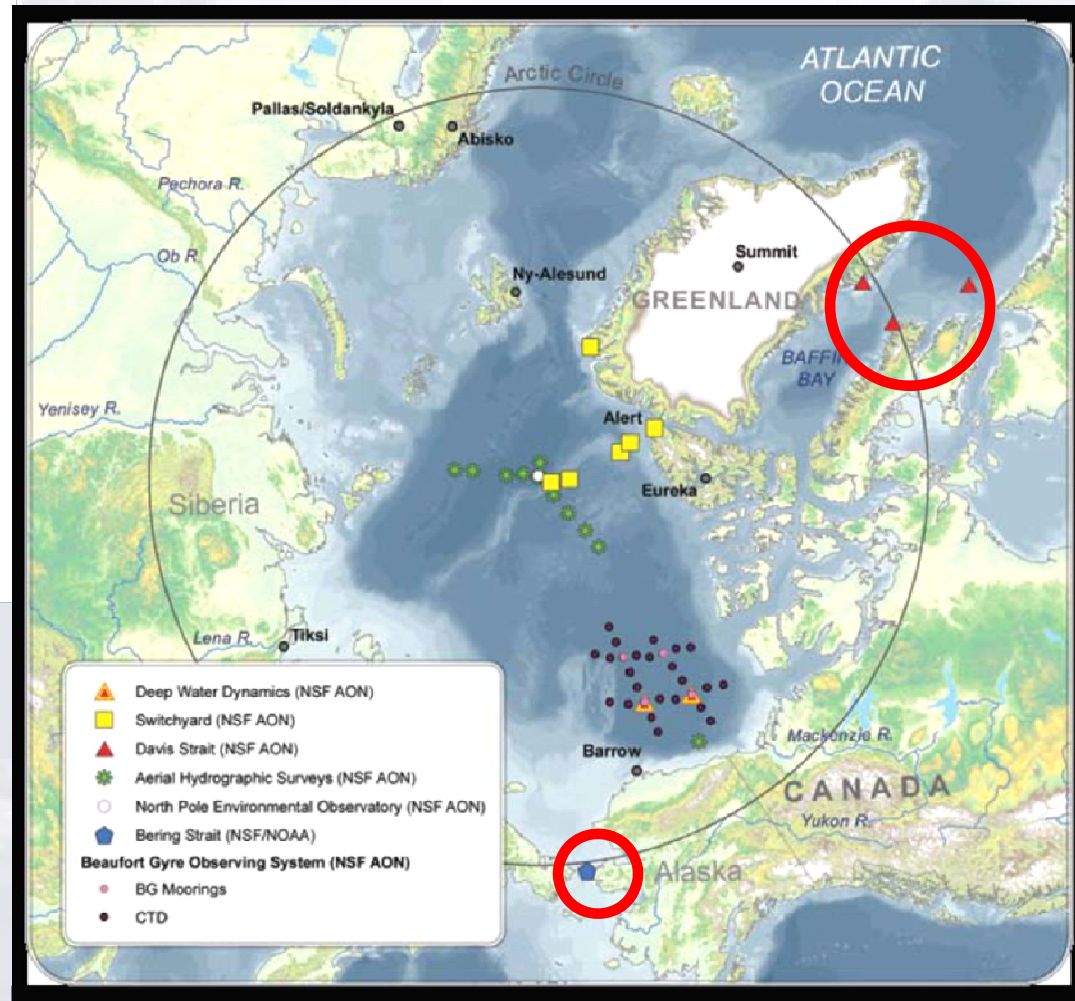 ATLANTIC
OCEAN
Arctic Circle
Pallas/Soldankyla
Abisko
Pechora R.
Ob R.
Summit
Ny-Alesund
GREENLAND
BAFFIN
BAY
Yenisey R.
Alert
Eureka
Siberia
Lena R.
Tiksi
Mackenzie R.
Barrow
CANADA
Yukon R.
Alaska
Deep Water Dynamics (NSF AON)
Switchyard (NSF AON)
Davis Strait (NSF AON)
Aerial Hydrographic Surveys (NSF AON)
North Pole Environmental Observatory (NSF AON)
Bering Strait (NSF/NOAA)
Beaufort Gyre Observing System (NSF AON)
BG Moorings
CTD